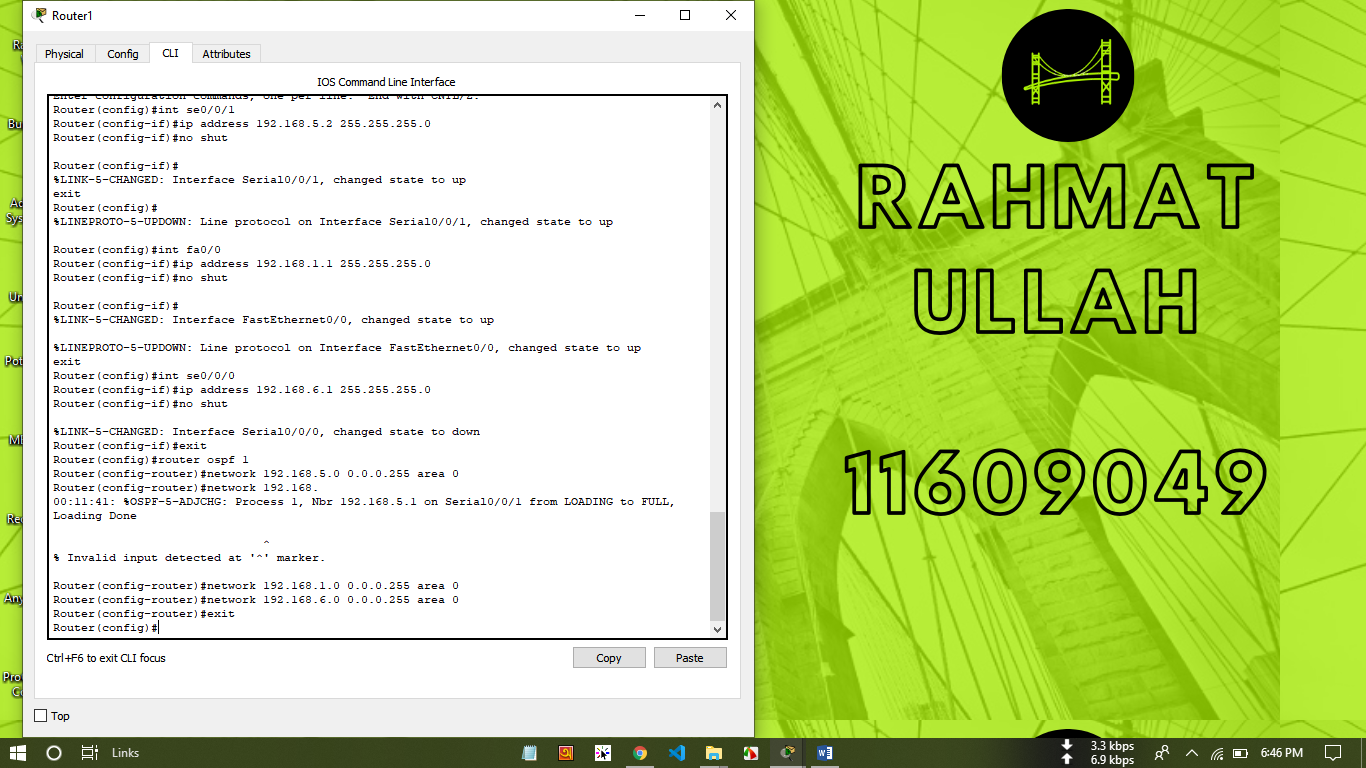 Router1
Physical
Config
CLI
Attributes
IOS Command Line Interface
Enter configuration commands, one per line. End with CNTL/Z.
Router(config)#int se0/0/1
Router(config-if)#ip address 192.168.5.2 255.255.255.0
Router(config-if)#no shut
Router(config-if)#
%LINK-5-CHANGED: Interface Serial0/0/1, changed state to up
exit
Router(config)#
%LINEPROTO-5-UPDOWN: Line protocol on Interface Serial0/0/1, changed state to up
Router(config)#int fa0/0
Router(config-if)#ip address 192.168.1.1 255.255.255.0
Router(config-if)#no shut
Router(config-if)#
%LINK-5-CHANGED: Interface FastEthernet0/0, changed state to up
%LINEPROTO-5-UPDOWN: Line protocol on Interface FastEthernet0/0, changed state to up
exit
Router(config)#int se0/0/0
Router(config-if)#ip address 192.168.6.1 255.255.255.0
Router(config-if)#no shut
%LINK-5-CHANGED: Interface Serial0/0/0, changed state to down
Router(config-if)#exit
Router(config)#router ospf 1
Router(config-router)#network 192.168.5.0 0.0.0.255 area 0
Router(config-router)#network 192.168.
00:11:41: %OSPF-5-ADJCHG: Process 1, Nbr 192.168.5.1 on Serial0/0/1 from LOADING to FULL,
Loading Done
^
% Invalid input detected at '^' marker.
Router(config-router)#network 192.168.1.0 0.0.0.255 area 0
Router(config-router)#network 192.168.6.0 0.0.0.255 area 0
Router(config-router)#exit
Router(config)#
Ctrl+F6 to exit CLI focus
Copy
Paste
Top
RAHMAT
ULLAH
11609049
Links
3.3 kbps
6.9 kbps
6:46 PM